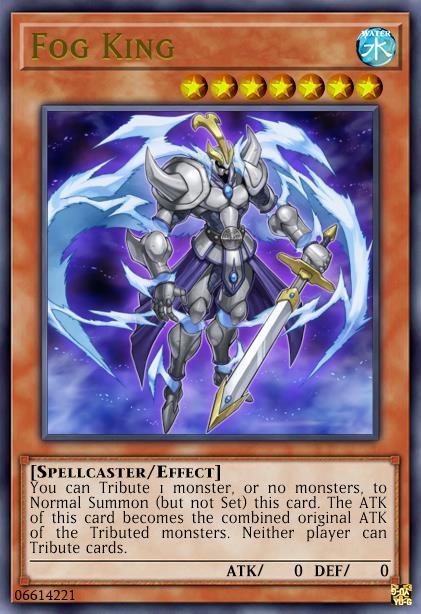 Fog King
WATER
水
[Spellcaster/Effect]
You can Tribute 1 monster, or no monsters, to
Normal Summon (but not Set) this card. The ATK
of this card becomes the combined original ATK
of the Tributed monsters. Neither player can
Tribute cards.
ATK/ 0 DEF/ 0
06614221